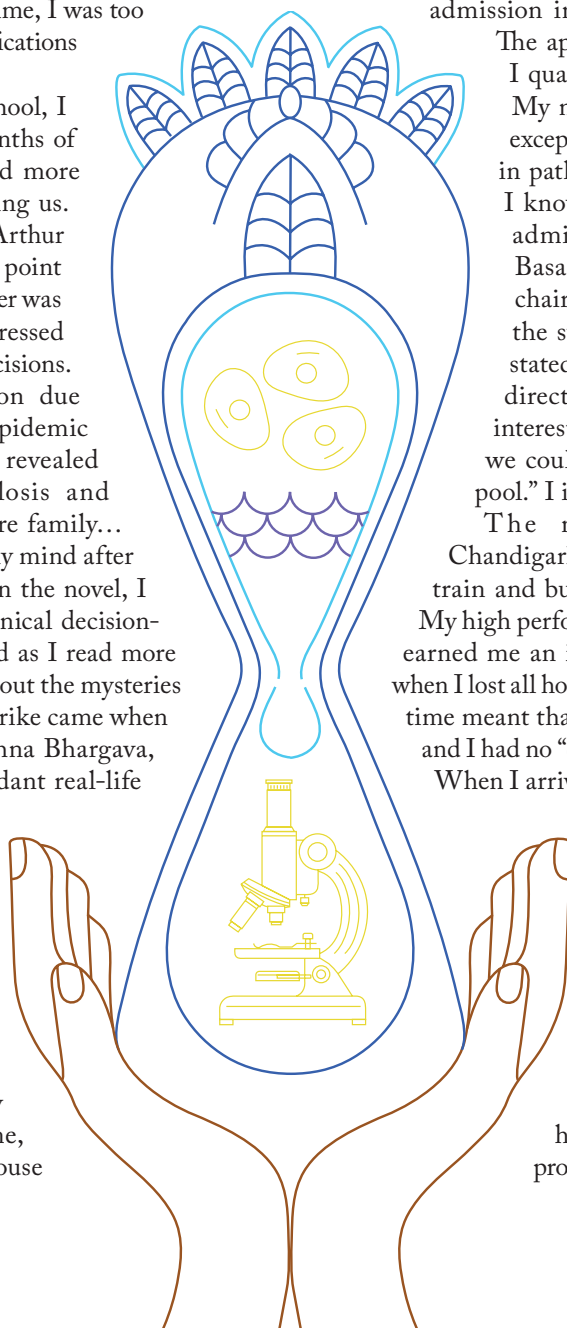 ime, I was too
ications
hool, I
nths of
d more
ing us.
Arthur
point
er was
ressed
cisions.
on due
pidemic
revealed
losis and
re family…
y mind after
n the novel, I
nical decision-
d as I read more
out the mysteries
rike came when
nna Bhargava,
dant real-life
ne,
ouse
admission in
The ap
I qua
My n
excep
in path
I know
admi
Basa
chair
the s
stated
direct
interes
we coul
pool.” I i
The n
Chandigar
train and bu
My high perfo
earned me an i
when I lost all ho
time meant tha
and I had no “
When I arriv
h
pro